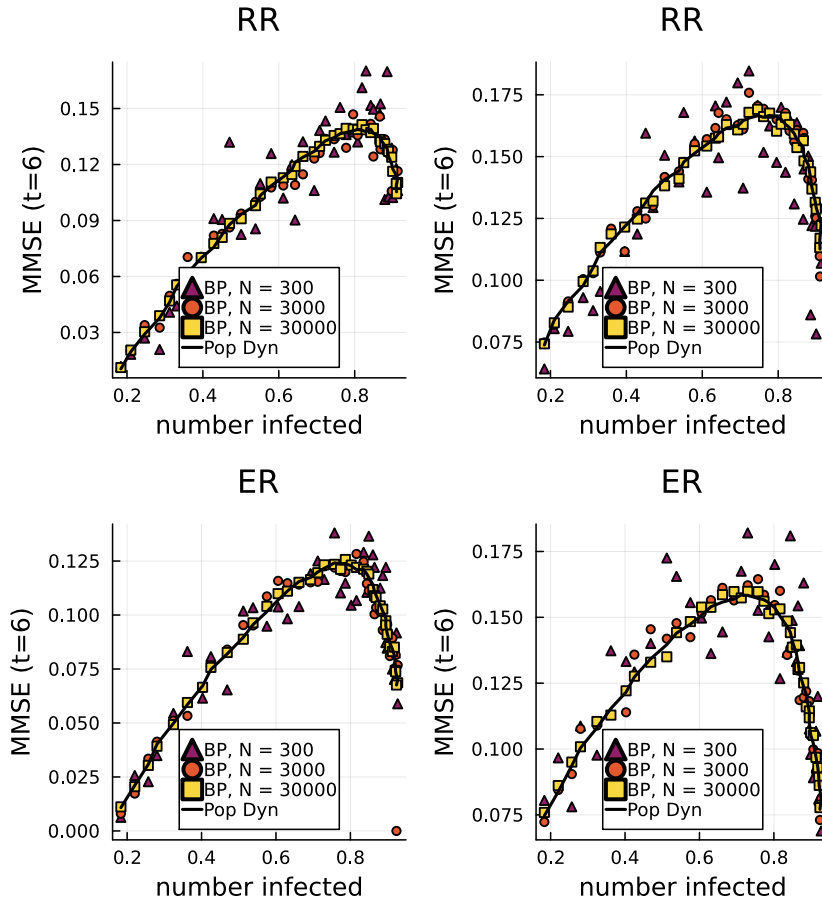 RR
RR
MMSE (t=6)
0.15
0.12
0.09
0.06
0.03
BP, N = 300
BP, N = 3000
BP, N = 30000
Pop Dyn
0.2
0.4
0.6
0.8
number infected
MMSE (t=6)
0.175
0.150
0.125
0.100
0.075
BP, N = 300
BP, N = 3000
BP, N = 30000
Pop Dyn
0.2
0.4
0.6
0.8
number infected
ER
ER
MMSE (t=6)
0.125
0.100
0.075
0.050
0.025
0.000
BP, N = 300
BP, N = 3000
BP, N = 30000
Pop Dyn
0.2
0.4
0.6
0.8
number infected
MMSE (t=6)
0.175
0.150
0.125
0.100
0.075
BP, N = 300
BP, N = 3000
BP, N = 30000
Pop Dyn
0.2
0.4
0.6
0.8
number infected